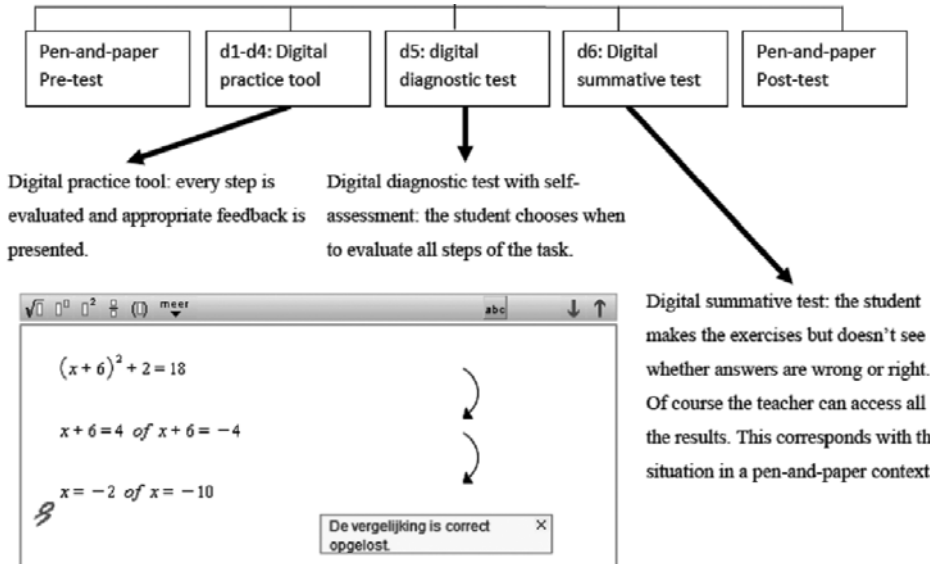 Pen-and-paper
Pre-test
d1-d4: Digital
practice tool
d5: digital
diagnostic test
d6: Digital
summative test
Pen-and-paper
Post-test
Digital practice tool: every step is
evaluated and appropriate feedback is
presented.
Digital diagnostic test with self-
assessment: the student chooses when
to evaluate all steps of the task.
Digital summative test: the student
makes the exercises but doesn't see
whether answers are wrong or right.
Of course the teacher can access all
the results. This corresponds with th
situation in a pen-and-paper context
meer
abc
(x + 6)² + 2 = 18
x + 6 = 4 of x + 6 = −4
x = −2 of x = −10
De vergelijking is correct
opgelost.